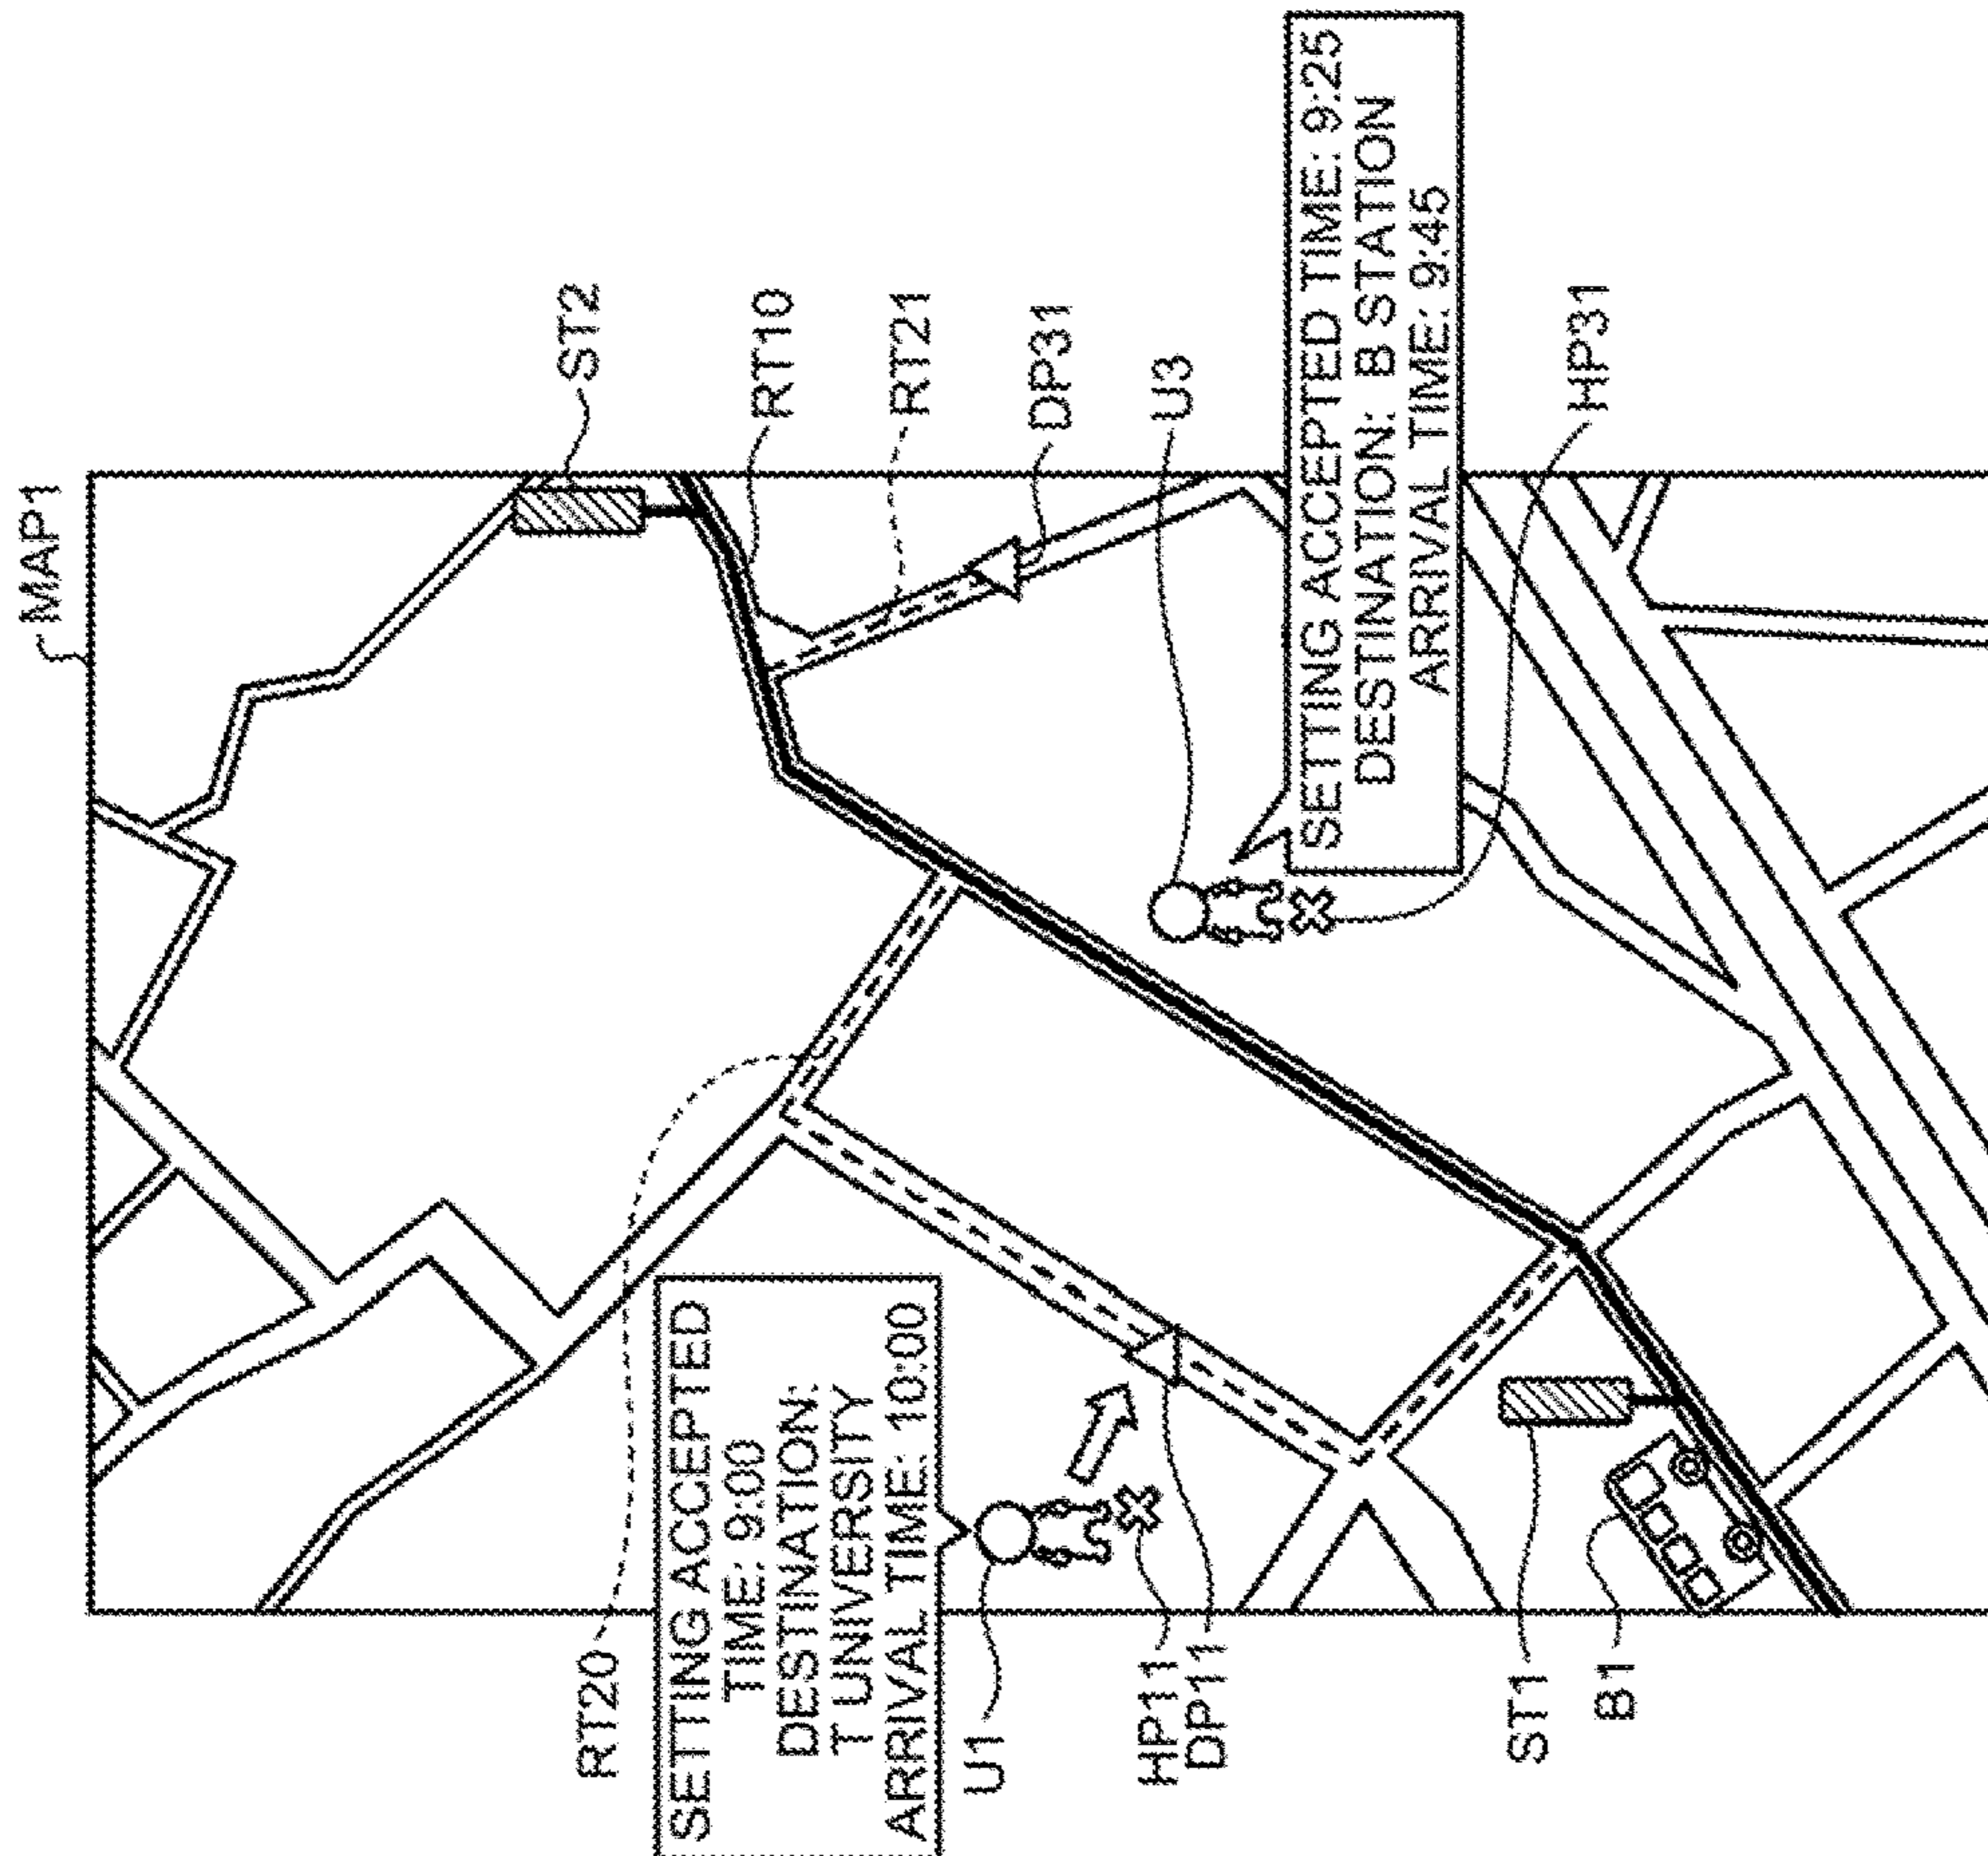 MAP1
ST2
RT10
RT21
DP31
U3
SETTING ACCEPTED TIME: 9:25
DESTINATION: B STATION
ARRIVAL TIME: 9:45
HP31
RT20
SETTING ACCEPTED
TIME: 9:00
DESTINATION:
T UNIVERSITY
ARRIVAL TIME: 10:00
U1
HP11
DP11
ST1
B1